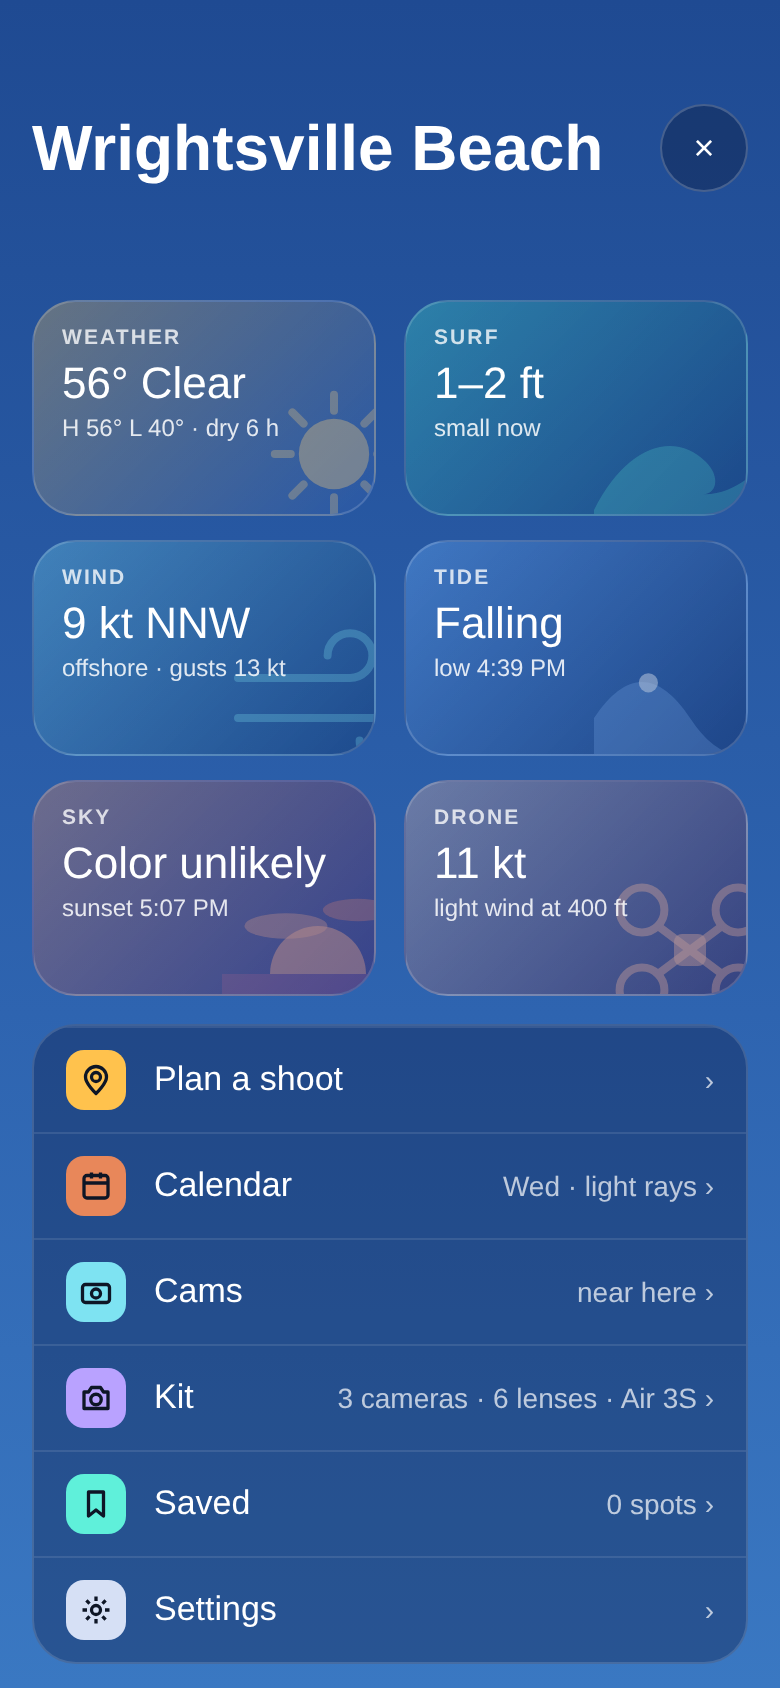 Wrightsville Beach
×
WEATHER
56° Clear
H 56° L 40° · dry 6 h
SURF
1–2 ft
small now
WIND
9 kt NNW
offshore · gusts 13 kt
TIDE
Falling
low 4:39 PM
SKY
Color unlikely
sunset 5:07 PM
DRONE
11 kt
light wind at 400 ft
Plan a shoot ›
Calendar Wed · light rays ›
Cams near here ›
Kit 3 cameras · 6 lenses · Air 3S ›
Saved 0 spots ›
Settings ›